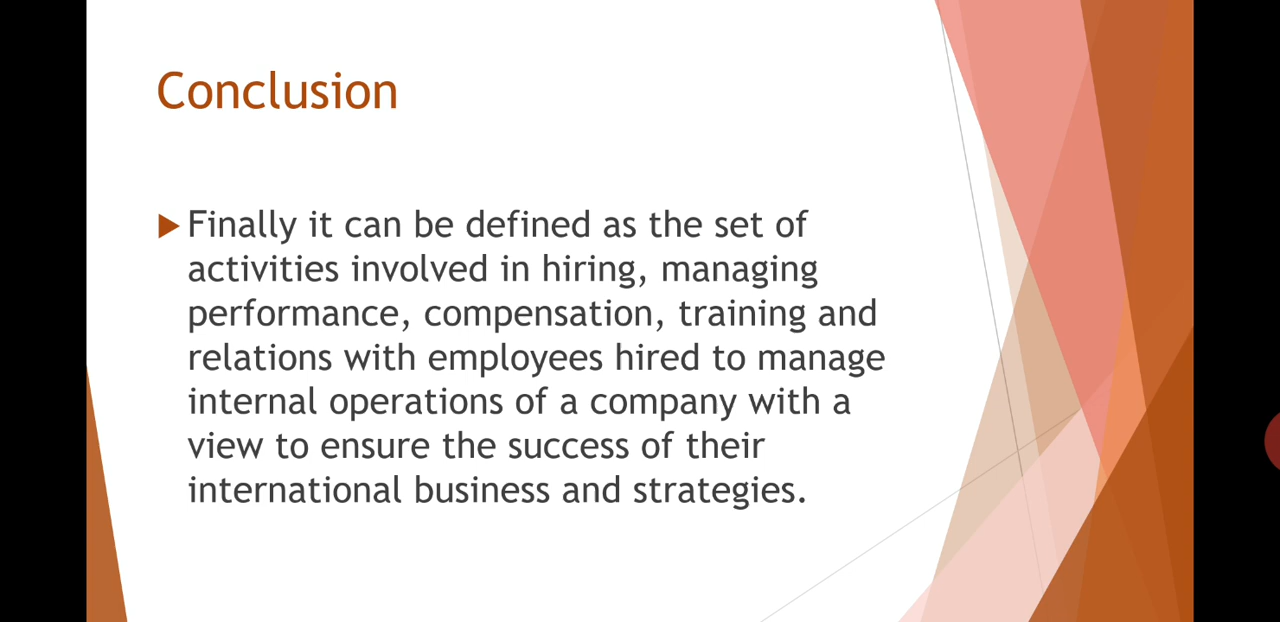 Conclusion
Finally it can be defined as the set of
activities involved in hiring, managing
performance, compensation, training and
relations with employees hired to manage
internal operations of a company with a
view to ensure the success of their
international business and strategies.